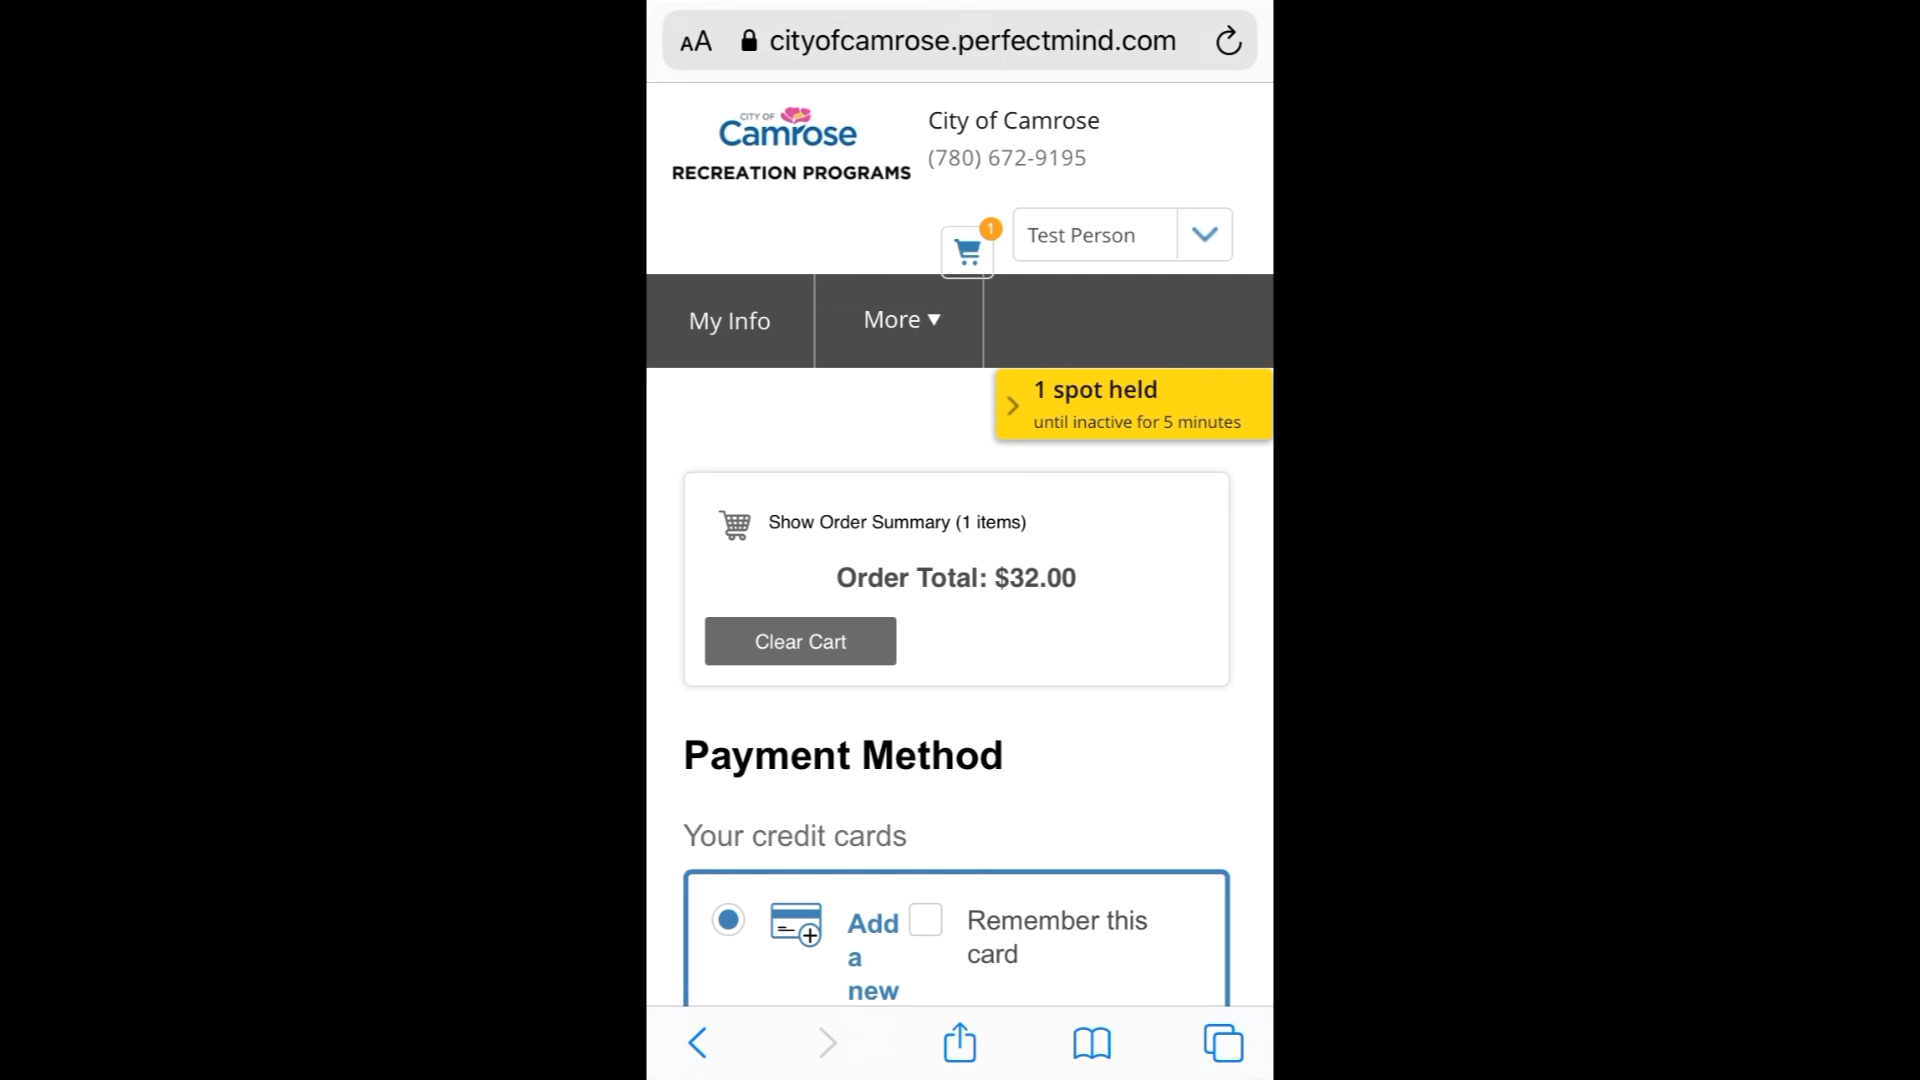 AA cityofcamrose.perfectmind.com
CITY OF
Camrose
RECREATION PROGRAMS
City of Camrose
(780) 672-9195
1
Test Person
My Info
More ▼
1 spot held
until inactive for 5 minutes
Show Order Summary (1 items)
Order Total: $32.00
Clear Cart
Payment Method
Your credit cards
Add a new
Remember this card